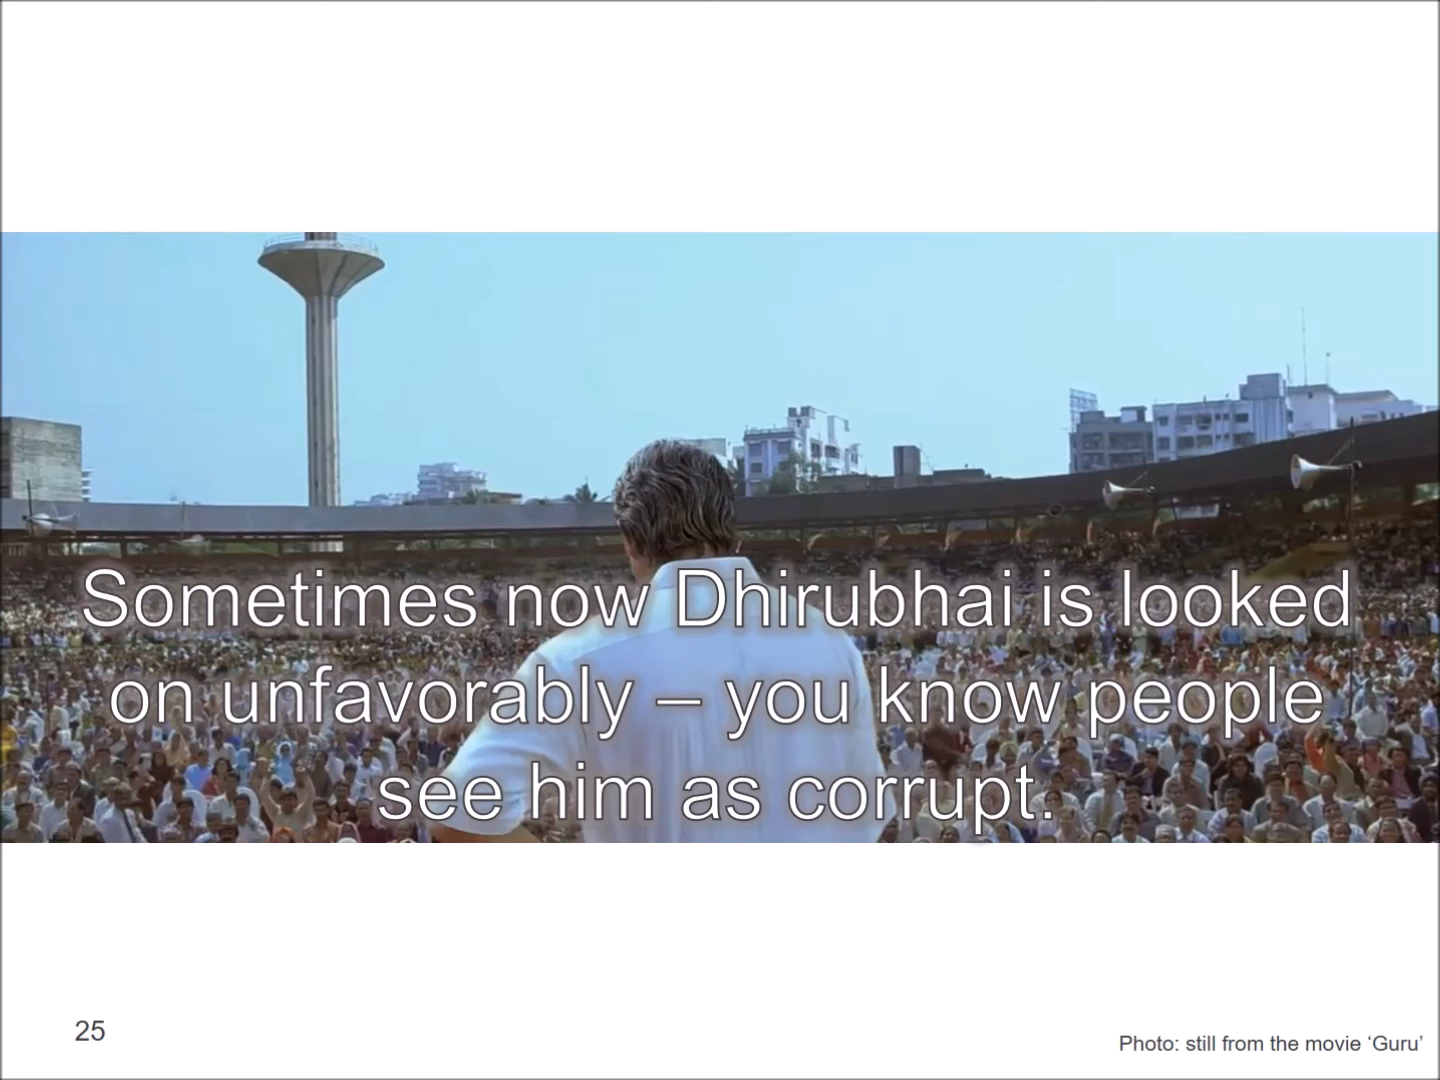 Sometimes now Dhirubhai is looked
on unfavorably – you know people
see him as corrupt.
25
Photo: still from the movie ‘Guru’